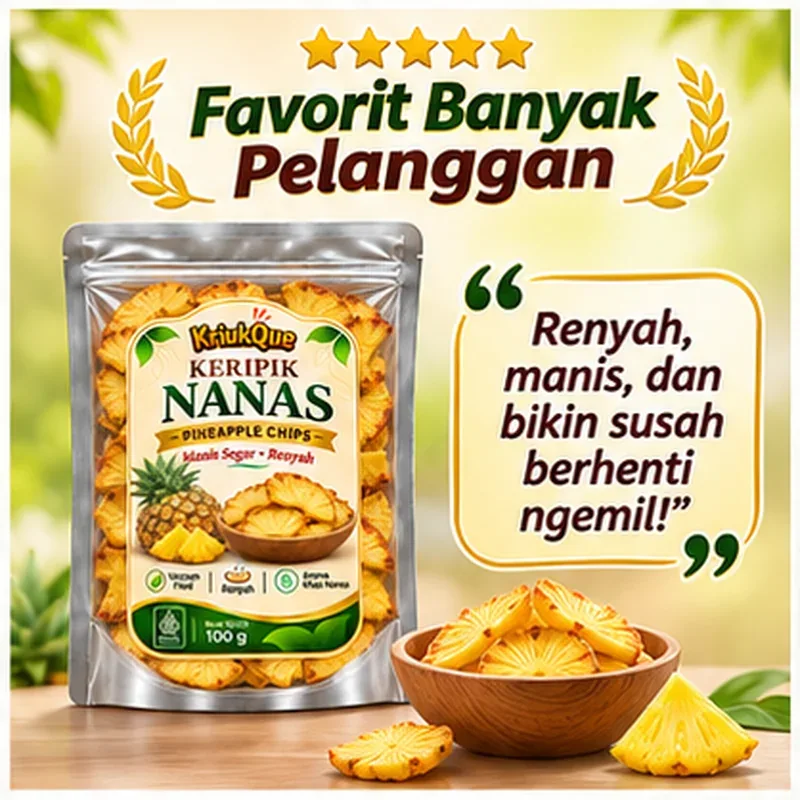 Favorit Banyak
Pelanggan
KriukQue
KERIPIK
NANAS
PINEAPPLE CHIPS
Manis Segar • Renyah
100 g
“Renyah,
manis, dan
bikin susah
berhenti
ngemil!”
”